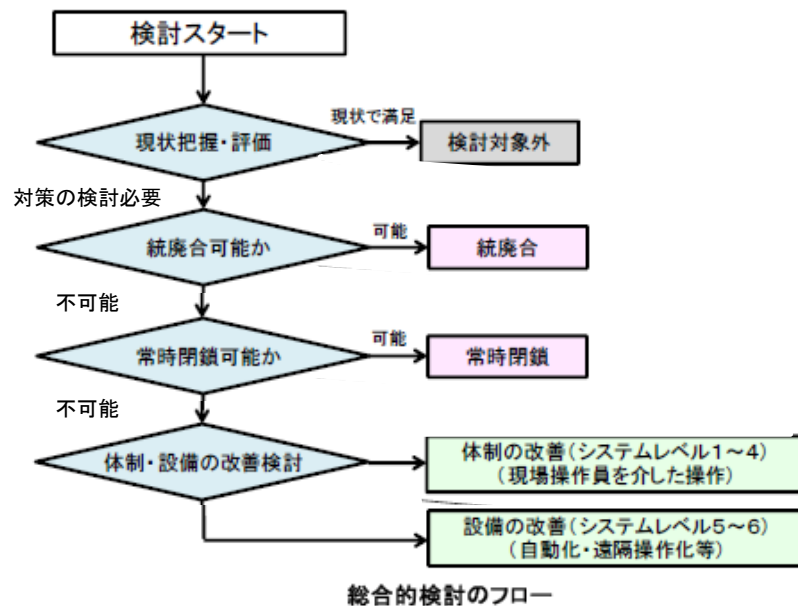 検討スタート
現状把握・評価
現状で満足
検討対象外
対策の検討必要
統廃合可能か
可能
統廃合
不可能
常時閉鎖可能か
可能
常時閉鎖
不可能
体制・設備の改善検討
体制の改善(システムレベル1～4)
(現場操作員を介した操作)
設備の改善(システムレベル5～6)
(自動化・遠隔操作化等)
総合的検討のフロー